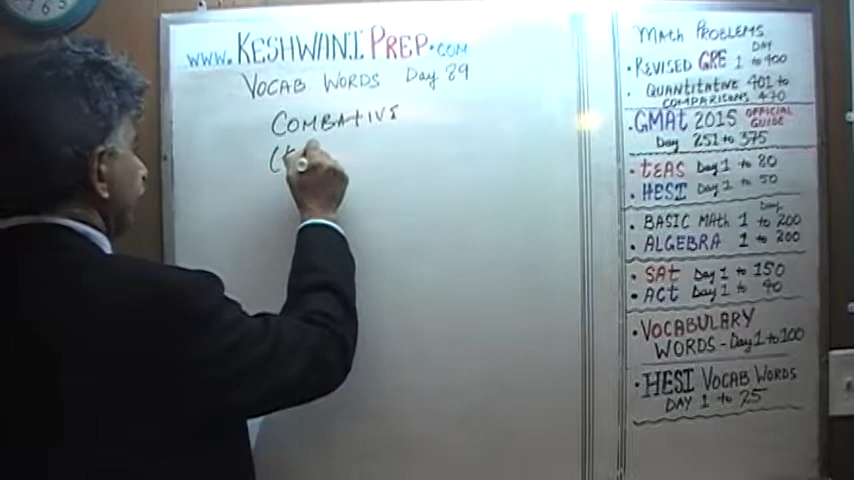 www.KESHWANIPREP.COM
VOCAB WORDS DAY 89
COMBATIVE
MATH PROBLEMS
DAY
• REVISED GRE 1 to 400
• QUANTITATIVE 401 to
COMPARISONS 470
• GMAT 2015 OFFICIAL GUIDE
Day 251 to 375
• TEAS Day 1 to 80
• HESI Day 1 to 50
Day
• BASIC MATH 1 to 200
• ALGEBRA 1 to 200
• SAT Day 1 to 150
• ACT Day 1 to 90
• VOCABULARY
WORDS - Day 1 to 100
• HESI VOCAB WORDS
DAY 1 to 25